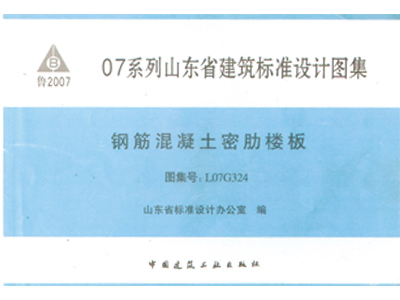 B
鲁2007
07系列山东省建筑标准设计图集
钢筋混凝土密肋楼板
图集号:L07G324
山东省标准设计办公室 编
中国建筑工业出版社